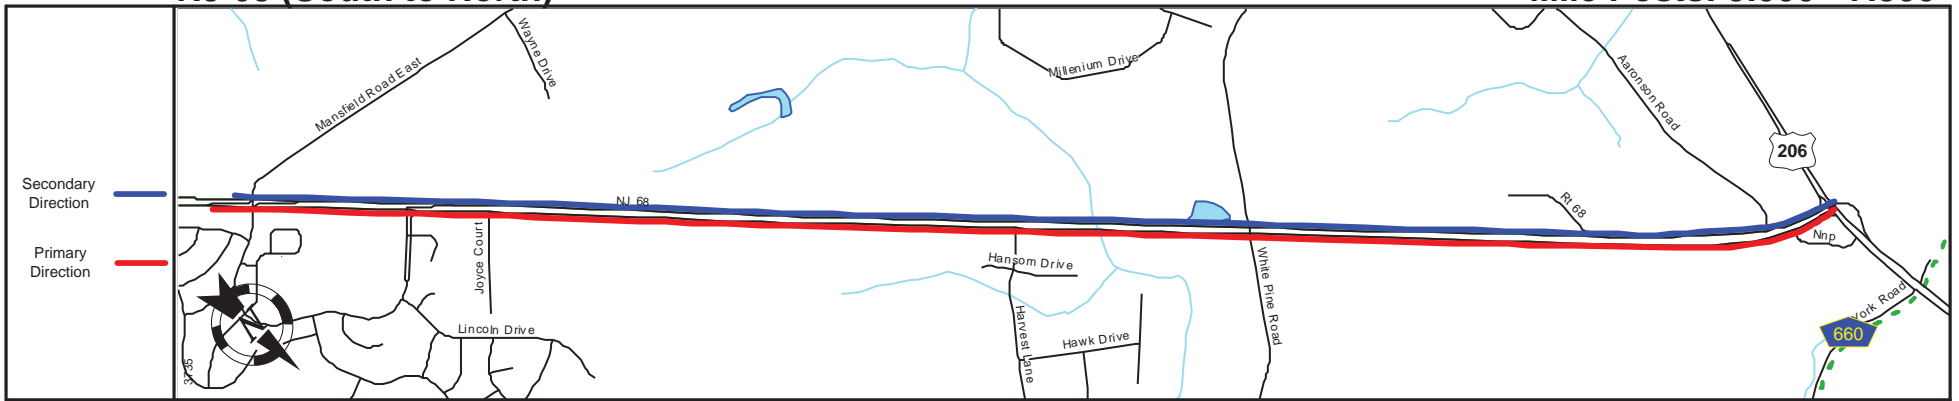 Secondary
Direction
Primary
Direction
Mansfield Road East
Wayne Drive
Millenium Drive
Aaronson Road
206
NJ 68
Rt 68
Nnp
Joyce Court
Hansom Drive
White Pine Road
Lincoln Drive
Harvest Lane
Hawk Drive
York Road
660
N
3735